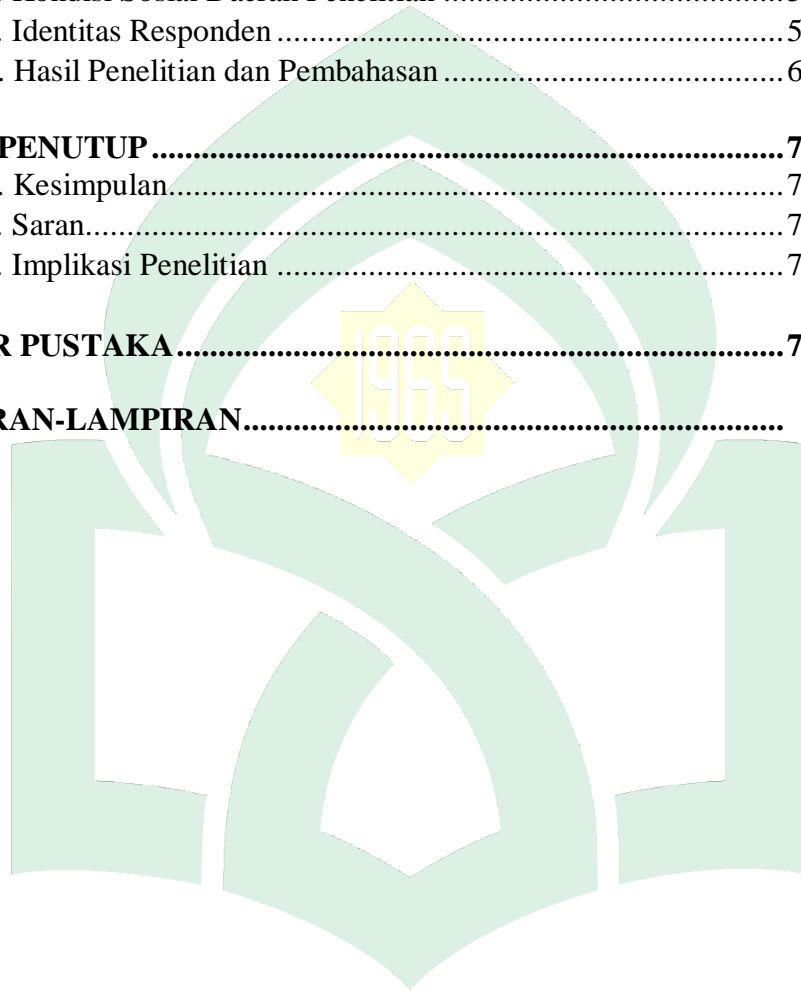 . Identitas Responden ........ 5
. Hasil Penelitian dan Pembahasan ........ 6
PENUTUP ........ 7
. Kesimpulan ........ 7
. Saran ........ 7
. Implikasi Penelitian ........ 7
R PUSTAKA ........ 7
1965
RAN-LAMPIRAN ........